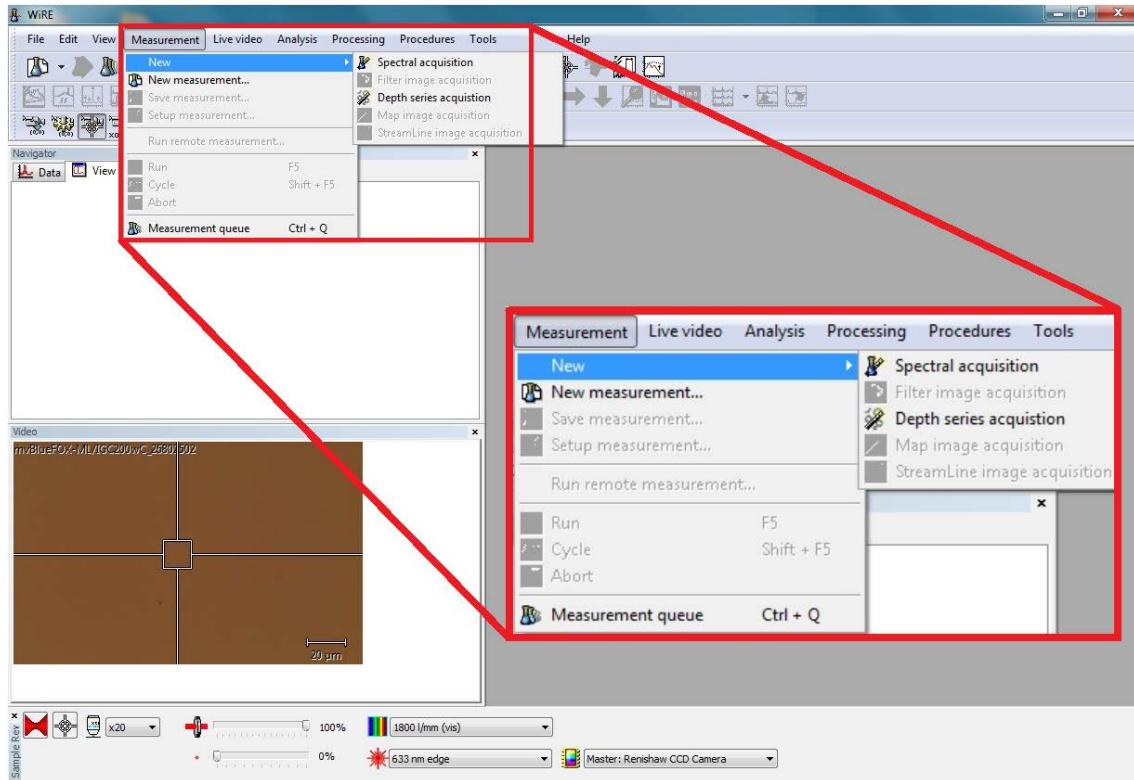 WiRE
File Edit View Measurement Live video Analysis Processing Procedures Tools Help
New
New measurement...
Save measurement...
Setup measurement...
Run remote measurement...
Run F5
Cycle Shift + F5
Abort
Measurement queue Ctrl + Q
Spectral acquisition
Filter image acquisition
Depth series acquistion
Map image acquisition
StreamLine image acquisition
Navigator
Data View
Measurement Live video Analysis Processing Procedures Tools
New
New measurement...
Save measurement...
Setup measurement...
Run remote measurement...
Run F5
Cycle Shift + F5
Abort
Measurement queue Ctrl + Q
Spectral acquisition
Filter image acquisition
Depth series acquistion
Map image acquisition
StreamLine image acquisition
Video
20 µm
Sample Rev
x20
100%
1800 l/mm (vis)
0%
633 nm edge
Master: Renishaw CCD Camera